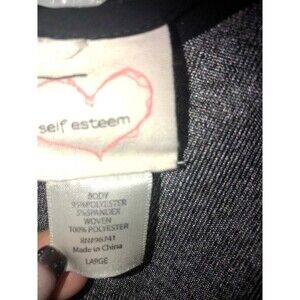 self esteem
BODY
95%POLYESTER
5%SPANDEX
WOVEN
100%POLYESTER
Made in China
LARGE